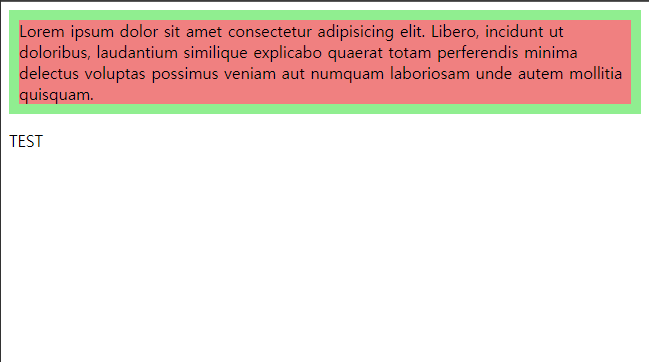 Lorem ipsum dolor sit amet consectetur adipisicing elit. Libero, incidunt ut
doloribus, laudantium similique explicabo quaerat totam perferendis minima
delectus voluptas possimus veniam aut numquam laboriosam unde autem mollitia
quisquam.
TEST